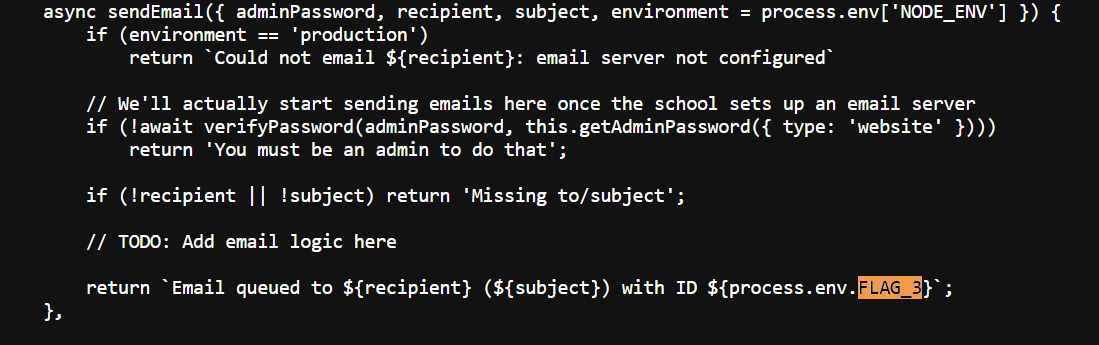 async sendEmail({ adminPassword, recipient, subject, environment = process.env['NODE_ENV'] }) {
if (environment == 'production')
return `Could not email ${recipient}: email server not configured`
// We'll actually start sending emails here once the school sets up an email server
if (!await verifyPassword(adminPassword, this.getAdminPassword({ type: 'website' })))
return 'You must be an admin to do that';
if (!recipient || !subject) return 'Missing to/subject';
// TODO: Add email logic here
return `Email queued to ${recipient} (${subject}) with ID ${process.env.FLAG_3}`;
},